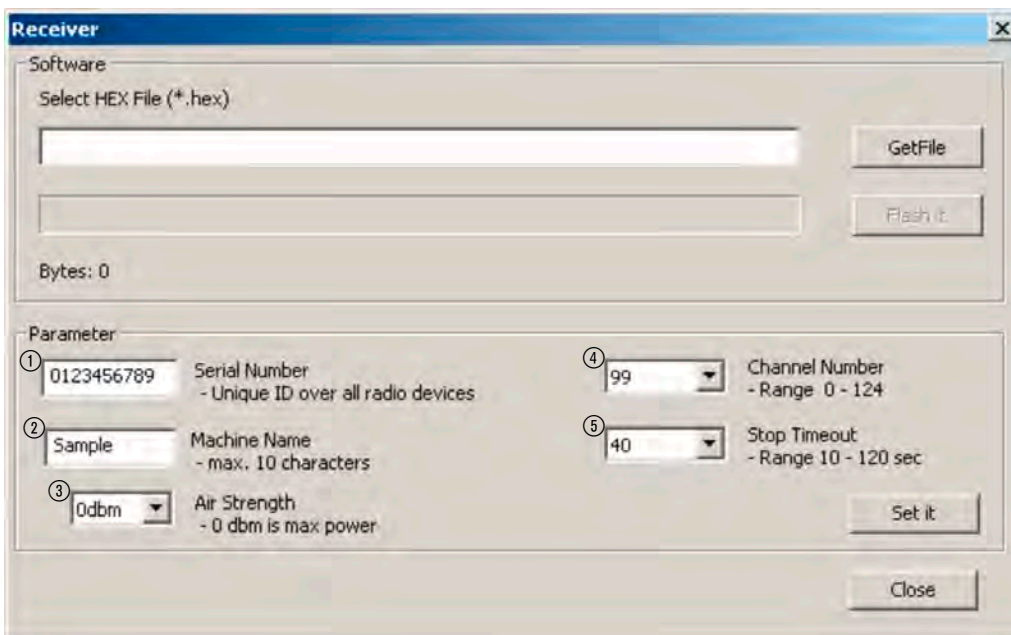 Receiver
Software
Select HEX File (*.hex)
GetFile
Flash it
Bytes: 0
Parameter
① 0123456789 Serial Number
- Unique ID over all radio devices
② Sample Machine Name
- max. 10 characters
③ 0dbm Air Strength
- 0 dbm is max power
④ 99 Channel Number
- Range 0 - 124
⑤ 40 Stop Timeout
- Range 10 - 120 sec
Set it
Close